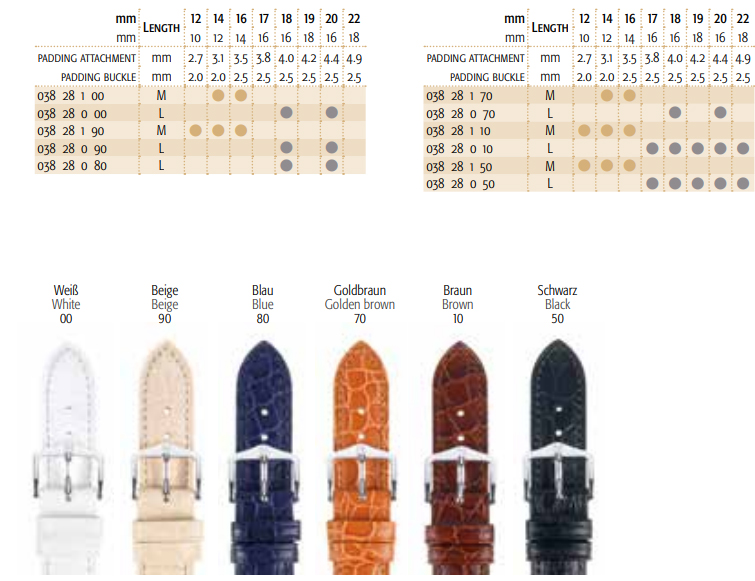 mm LENGTH 12 14 16 17 18 19 20 22
mm 10 12 14 16 16 18 16 18
PADDING ATTACHMENT mm 2.7 3.1 3.5 3.8 4.0 4.2 4.4 4.9
PADDING BUCKLE mm 2.0 2.0 2.5 2.5 2.5 2.5 2.5 2.5
038 28 1 00 M
038 28 0 00 L
038 28 1 90 M
038 28 0 90 L
038 28 0 80 L
mm LENGTH 12 14 16 17 18 19 20 22
mm 10 12 14 16 16 18 16 18
PADDING ATTACHMENT mm 2.7 3.1 3.5 3.8 4.0 4.2 4.4 4.9
PADDING BUCKLE mm 2.0 2.0 2.5 2.5 2.5 2.5 2.5 2.5
038 28 1 70 M
038 28 0 70 L
038 28 1 10 M
038 28 0 10 L
038 28 1 50 M
038 28 0 50 L
Weiß Beige Blau Goldbraun Braun Schwarz
White Beige Blue Golden brown Brown Black
00 90 80 70 10 50